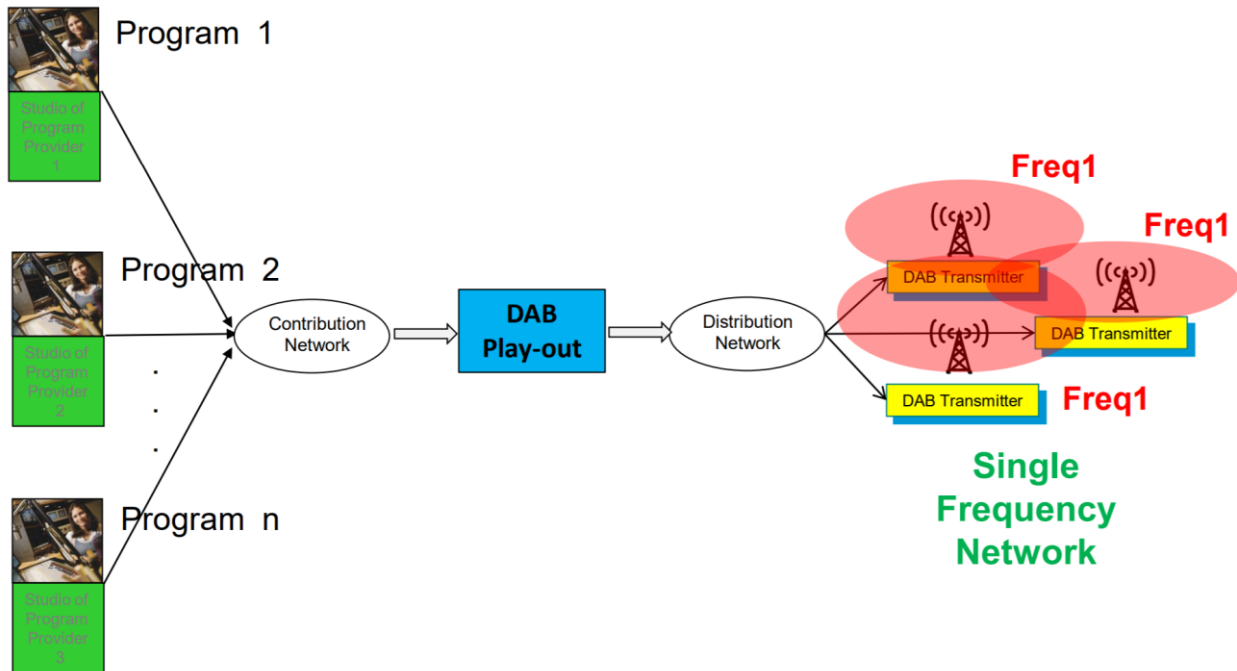 Program 1
Studio of
Program
Provider
1
Program 2
Studio of
Program
Provider
2
.
.
.
Program n
Studio of
Program
Provider
3
Contribution
Network
DAB
Play-out
Distribution
Network
Freq1
DAB Transmitter
Freq1
DAB Transmitter
DAB Transmitter
Freq1
Single
Frequency
Network